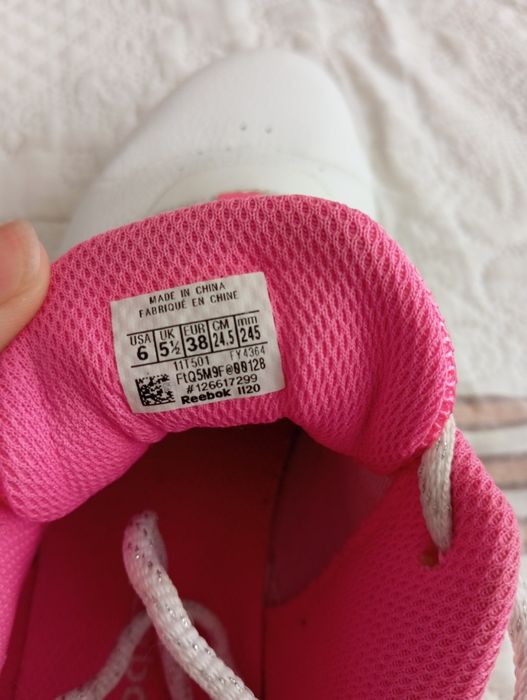 MADE IN CHINA
FABRIQUÉ EN CHINE
USA UK EUR CM mm
6 5½ 38 24.5 245
11T501 FY4364
FtQ5M9F@00128
#126617299
Reebok 1120